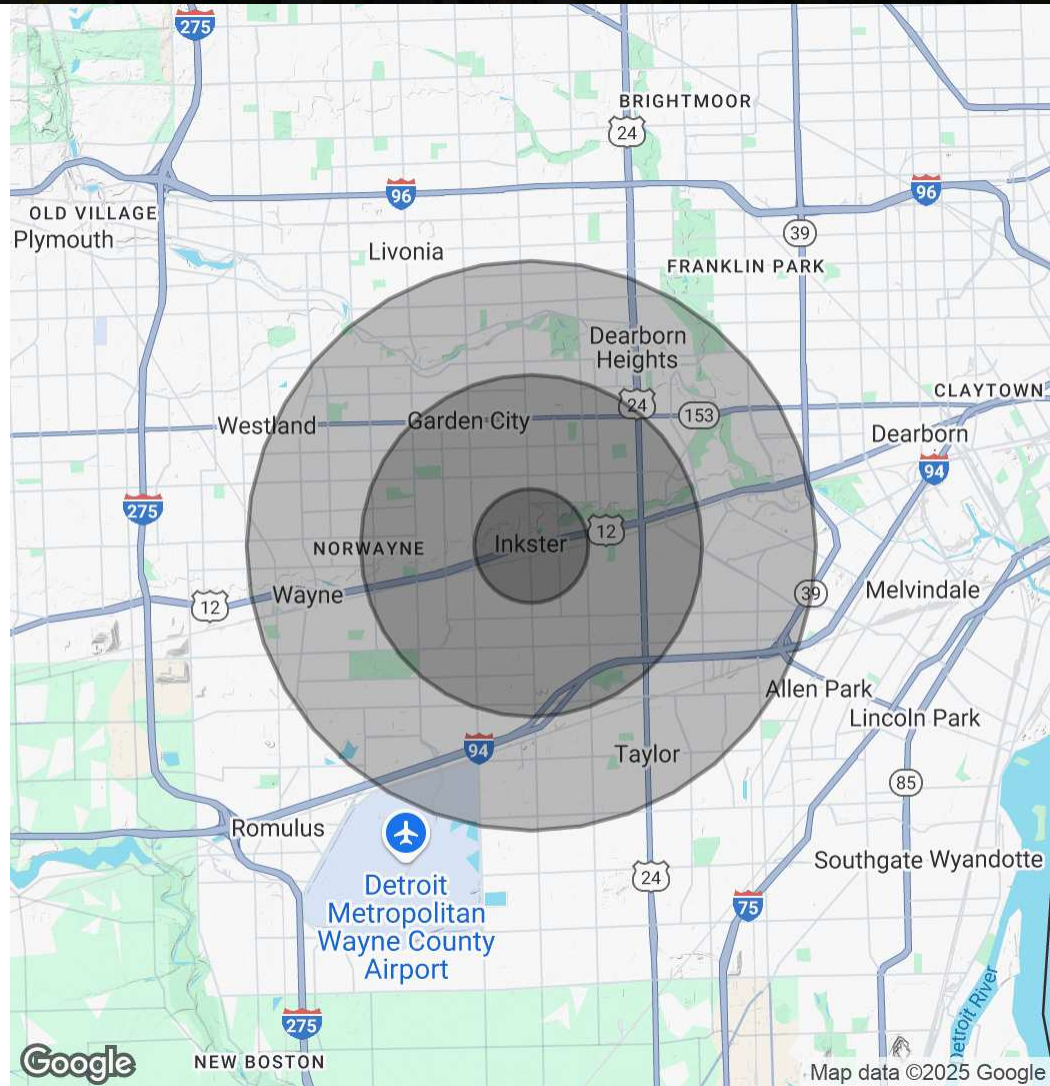 275
BRIGHTMOOR
24
96
96
OLD VILLAGE
Plymouth
39
Livonia
FRANKLIN PARK
Dearborn
Heights
CLAYTOWN
24
153
Westland
Garden City
Dearborn
94
275
12
Inkster
NORWAYNE
Wayne
12
39
Melvindale
Allen Park
Lincoln Park
94
Taylor
85
Romulus
Southgate
Wyandotte
Detroit
Metropolitan
Wayne County
Airport
24
75
Detroit River
275
NEW BOSTON
Google
Map data ©2025 Google